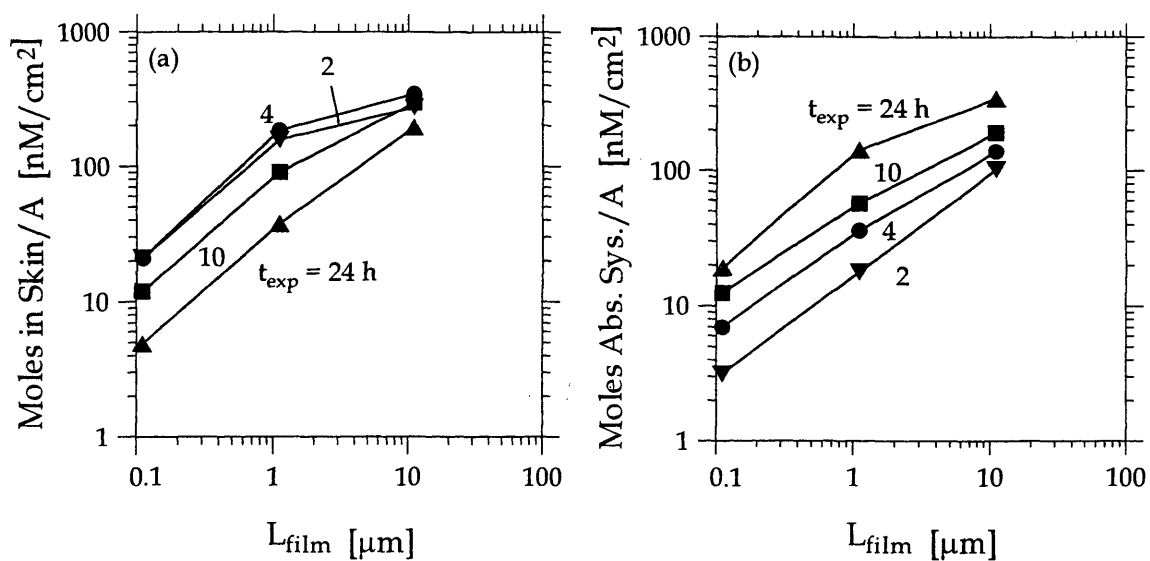 1000
(a)
2
4
100
10
10
t_exp = 24 h
1
0.1
1
10
100
L_film [μm]
Moles in Skin/A [nM/cm²]
1000
(b)
t_exp = 24 h
100
10
4
10
2
1
0.1
1
10
100
L_film [μm]
Moles Abs. Sys./A [nM/cm²]